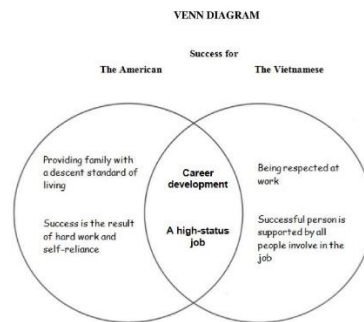 VENN DIAGRAM
Success for
The American
The Vietnamese
Providing family with
a descent standard of
living
Success is the result
of hard work and
self-reliance
Career
development
A high-status
job
Being respected at
work
Successful person is
supported by all
people involve in the
job